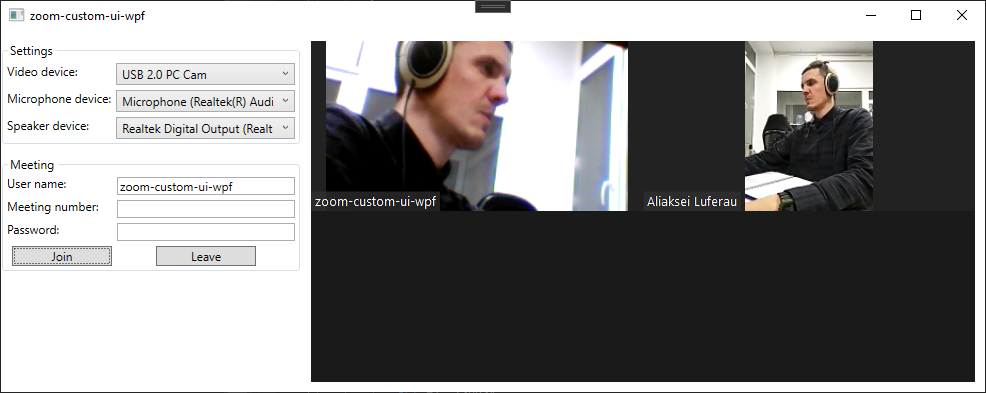 zoom-custom-ui-wpf
Settings
Video device:
USB 2.0 PC Cam
Microphone device:
Microphone (Realtek(R) Audi
Speaker device:
Realtek Digital Output (Realt
Meeting
User name:
zoom-custom-ui-wpf
Meeting number:
Password:
Join
Leave
zoom-custom-ui-wpf
Aliaksei Luferau